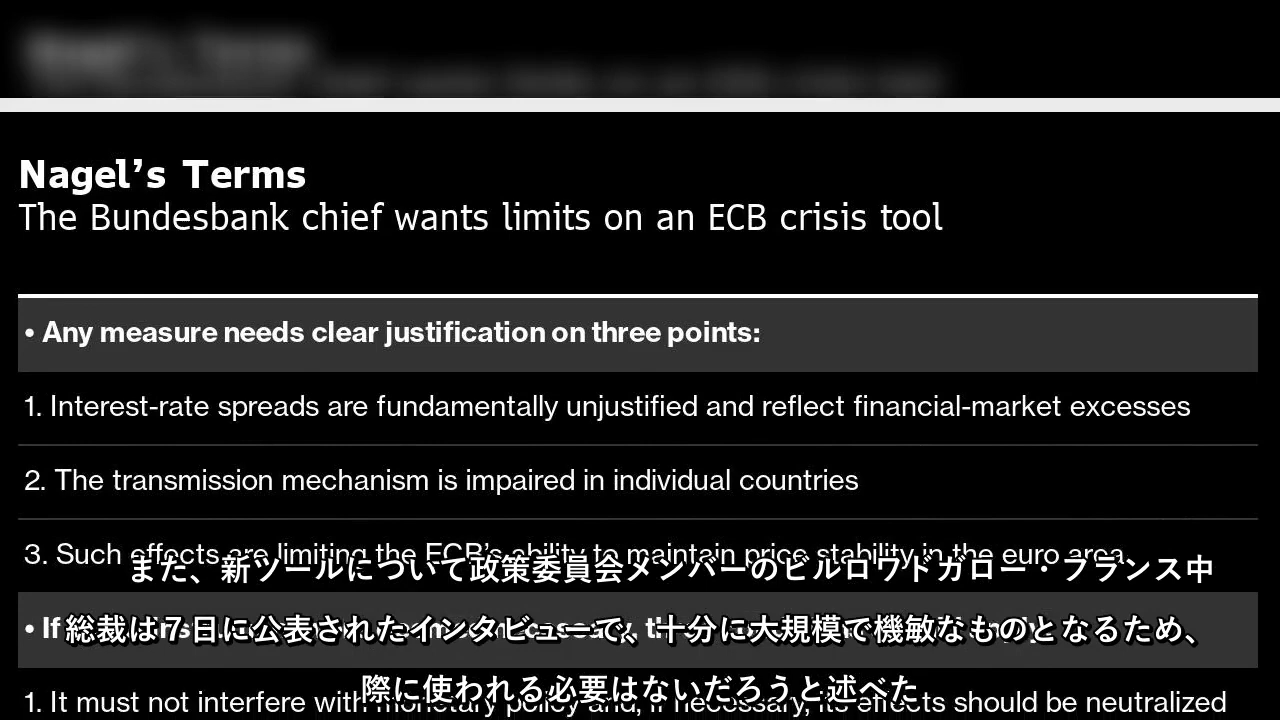 Nagel's Terms
The Bundesbank chief wants limits on an ECB crisis tool
• Any measure needs clear justification on three points:
1. Interest-rate spreads are fundamentally unjustified and reflect financial-market excesses
2. The transmission mechanism is impaired in individual countries
3. Such effects are limiting the ECB's ability to maintain price stability in the euro area.
また、新ツールについて政策委員会メンバーのビルロワドガロー・フランス中
• If
総裁は7日に公表されたインタビューで、十分に大規模で機敏なものとなるため、
際に使われる必要はないだろうと述べた
1. It must not interfere with monetary policy and, if necessary, its effects should be neutralized